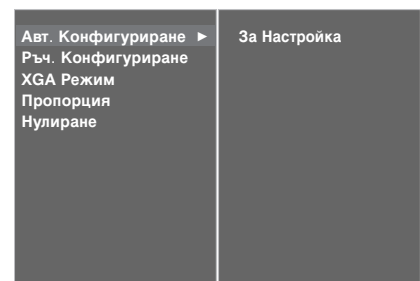 Авт. Конфигуриране ►
За Настройка
Ръч. Конфигуриране
XGA Режим
Пропорция
Нулиране